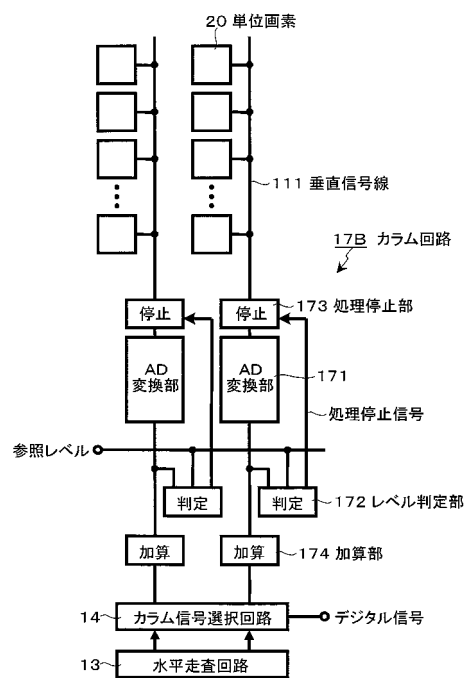 20 単位画素
111 垂直信号線
17B カラム回路
停止
停止
173 処理停止部
AD
変換部
AD
変換部
171
処理停止信号
参照レベル
判定
判定
172 レベル判定部
加算
加算
174 加算部
14
カラム信号選択回路
デジタル信号
13
水平走査回路